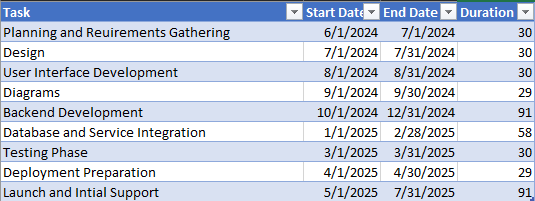 Task Start Date End Date Duration
Planning and Reuirements Gathering 6/1/2024 7/1/2024 30
Design 7/1/2024 7/31/2024 30
User Interface Development 8/1/2024 8/31/2024 30
Diagrams 9/1/2024 9/30/2024 29
Backend Development 10/1/2024 12/31/2024 91
Database and Service Integration 1/1/2025 2/28/2025 58
Testing Phase 3/1/2025 3/31/2025 30
Deployment Preparation 4/1/2025 4/30/2025 29
Launch and Intial Support 5/1/2025 7/31/2025 91